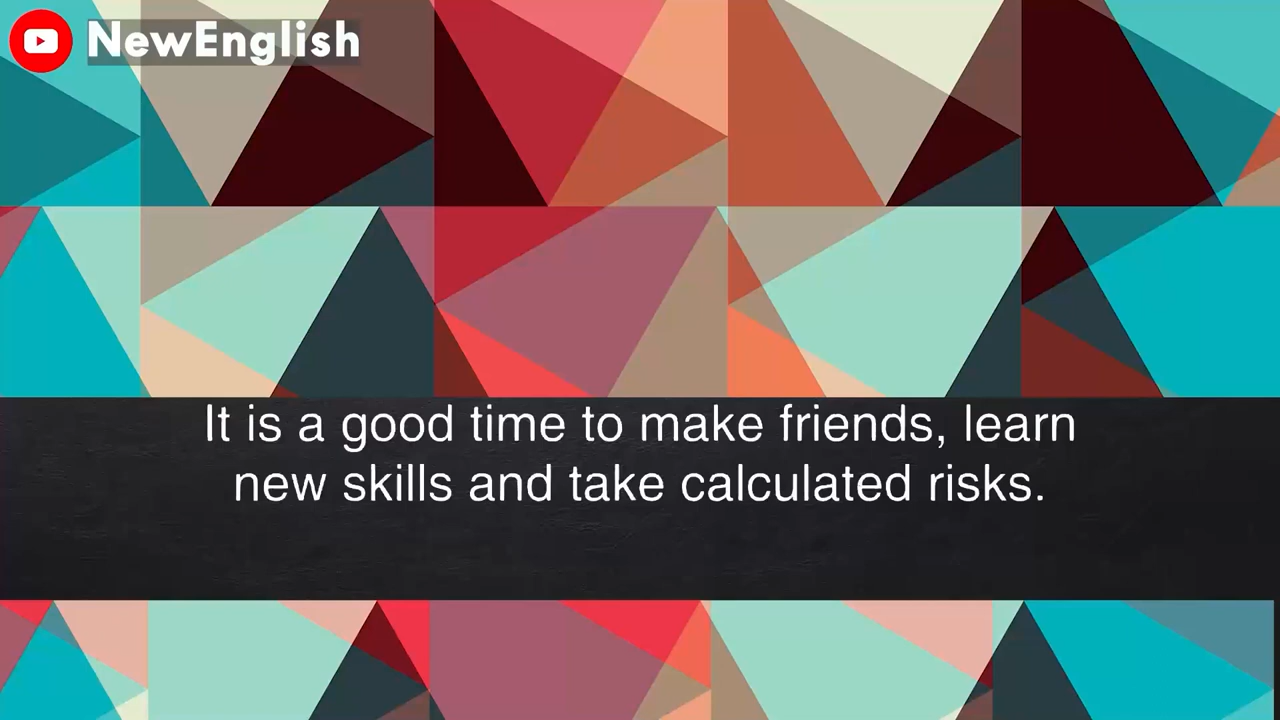 NewEnglish
It is a good time to make friends, learn
new skills and take calculated risks.